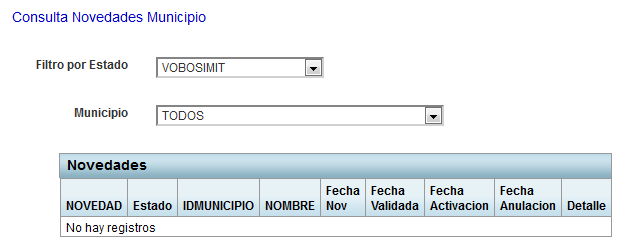 Consulta Novedades Municipio
Filtro por Estado VOBOSIMIT
Municipio TODOS
Novedades
NOVEDAD Estado IDMUNICIPIO NOMBRE Fecha Nov Fecha Validada Fecha Activacion Fecha Anulacion Detalle
No hay registros